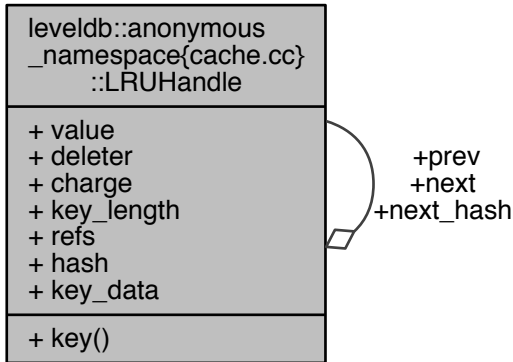 leveldb::anonymous
_namespace{cache.cc}
::LRUHandle
+ value
+ deleter
+ charge
+ key_length
+ refs
+ hash
+ key_data
+ key()
+prev
+next
+next_hash